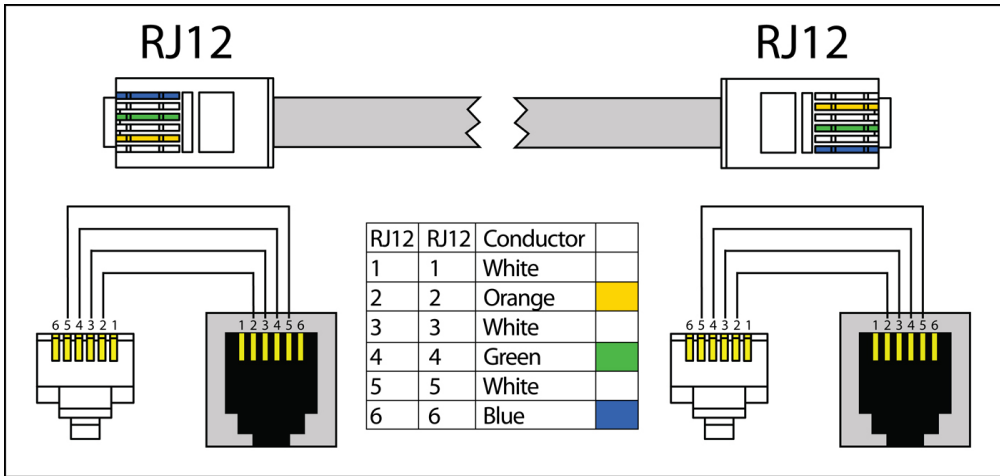 RJ12
RJ12
RJ12 RJ12 Conductor
1 1 White
2 2 Orange
3 3 White
4 4 Green
5 5 White
6 6 Blue
6 5 4 3 2 1
1 2 3 4 5 6
6 5 4 3 2 1
1 2 3 4 5 6